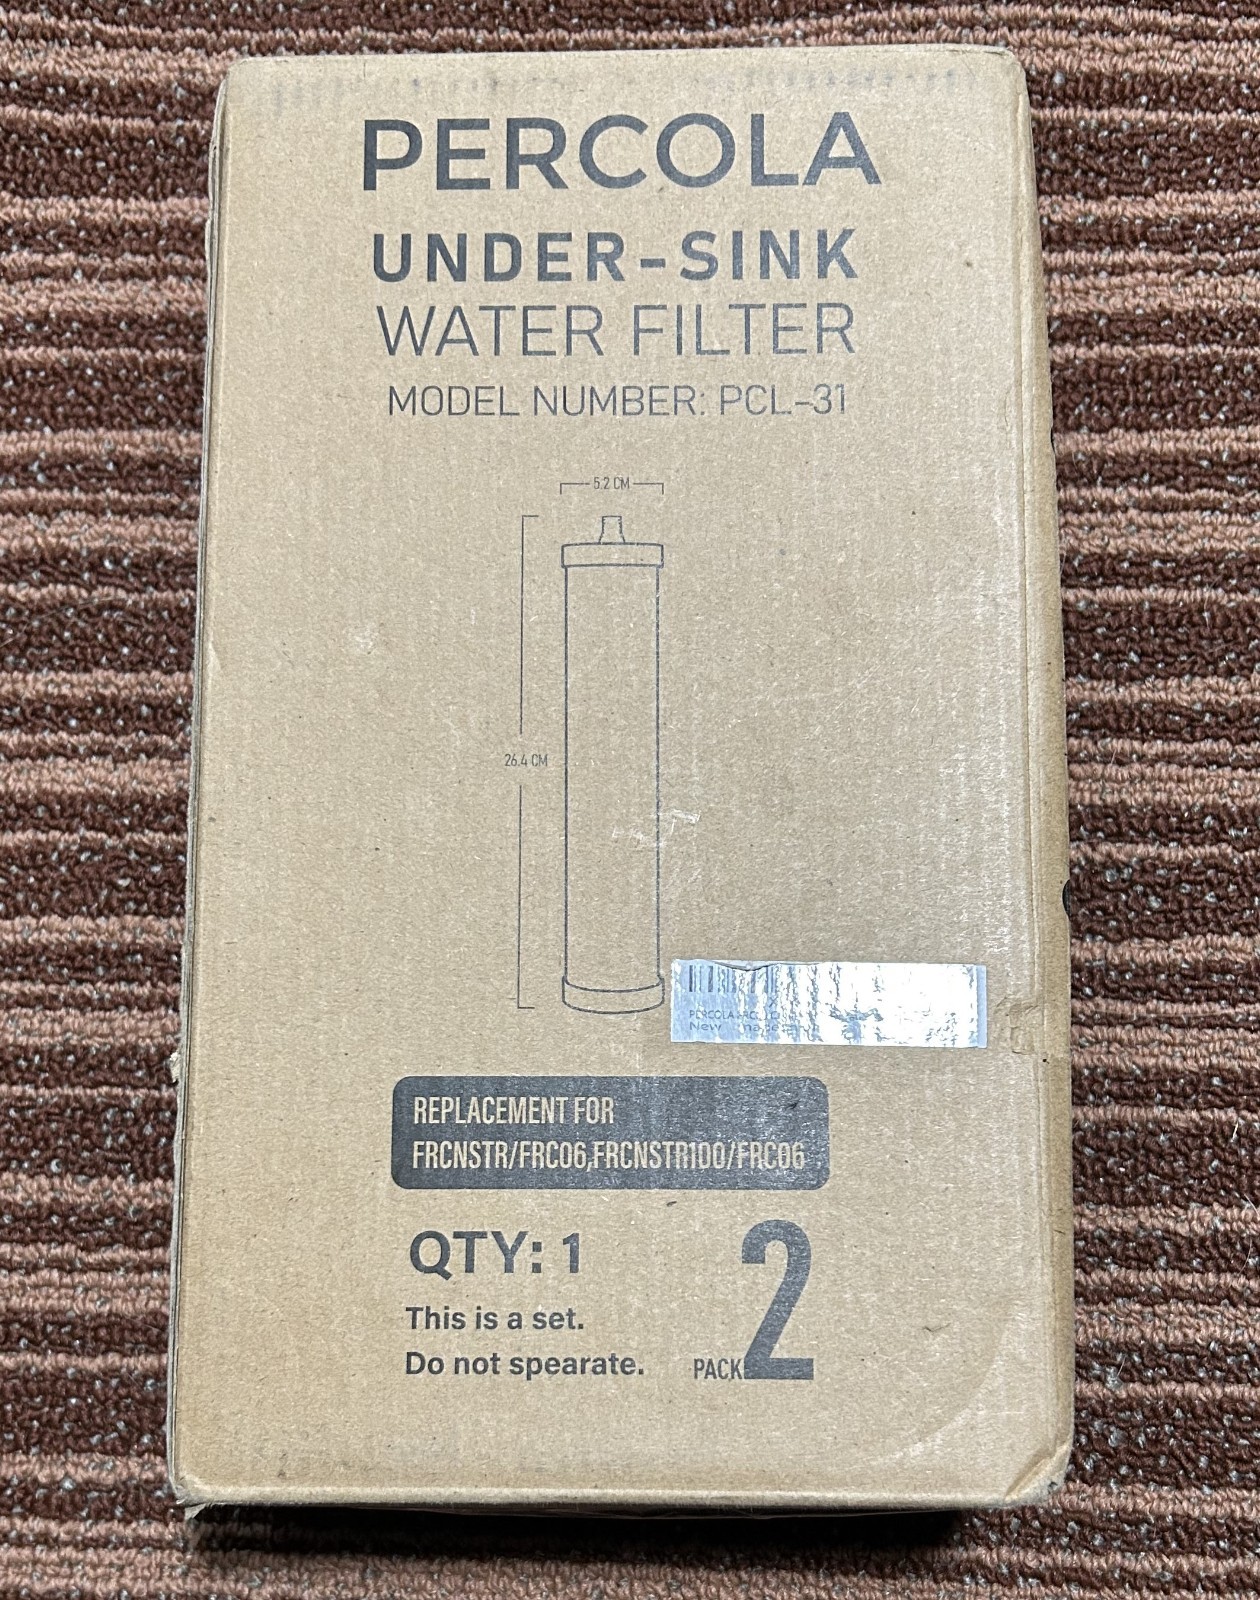 PERCOLA
UNDER-SINK
WATER FILTER
MODEL NUMBER: PCL-31
5.2 CM
26.4 CM
New
REPLACEMENT FOR
FRCNSTR/FRC06,FRCNSTR100/FRC06
QTY: 1
This is a set.
Do not spearate.
PACK 2